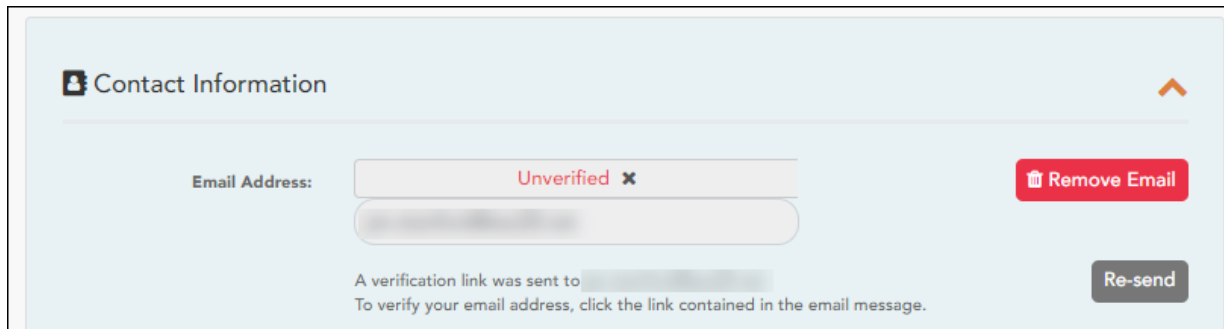 Contact Information
Email Address:
Unverified ✖
Remove Email
A verification link was sent to
Re-send
To verify your email address, click the link contained in the email message.